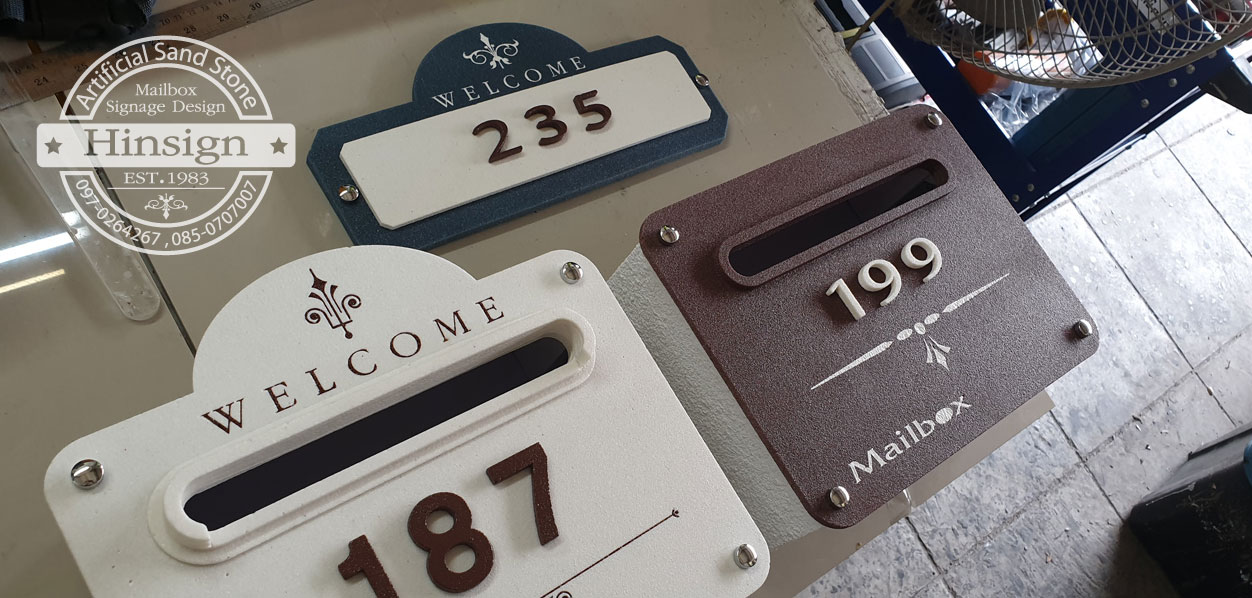 Artificial Sand Stone
Mailbox
Signage Design
Hinsign
EST.1983
097-0264267 , 085-0707007
WELCOME
235
WELCOME
187
199
Mailbox